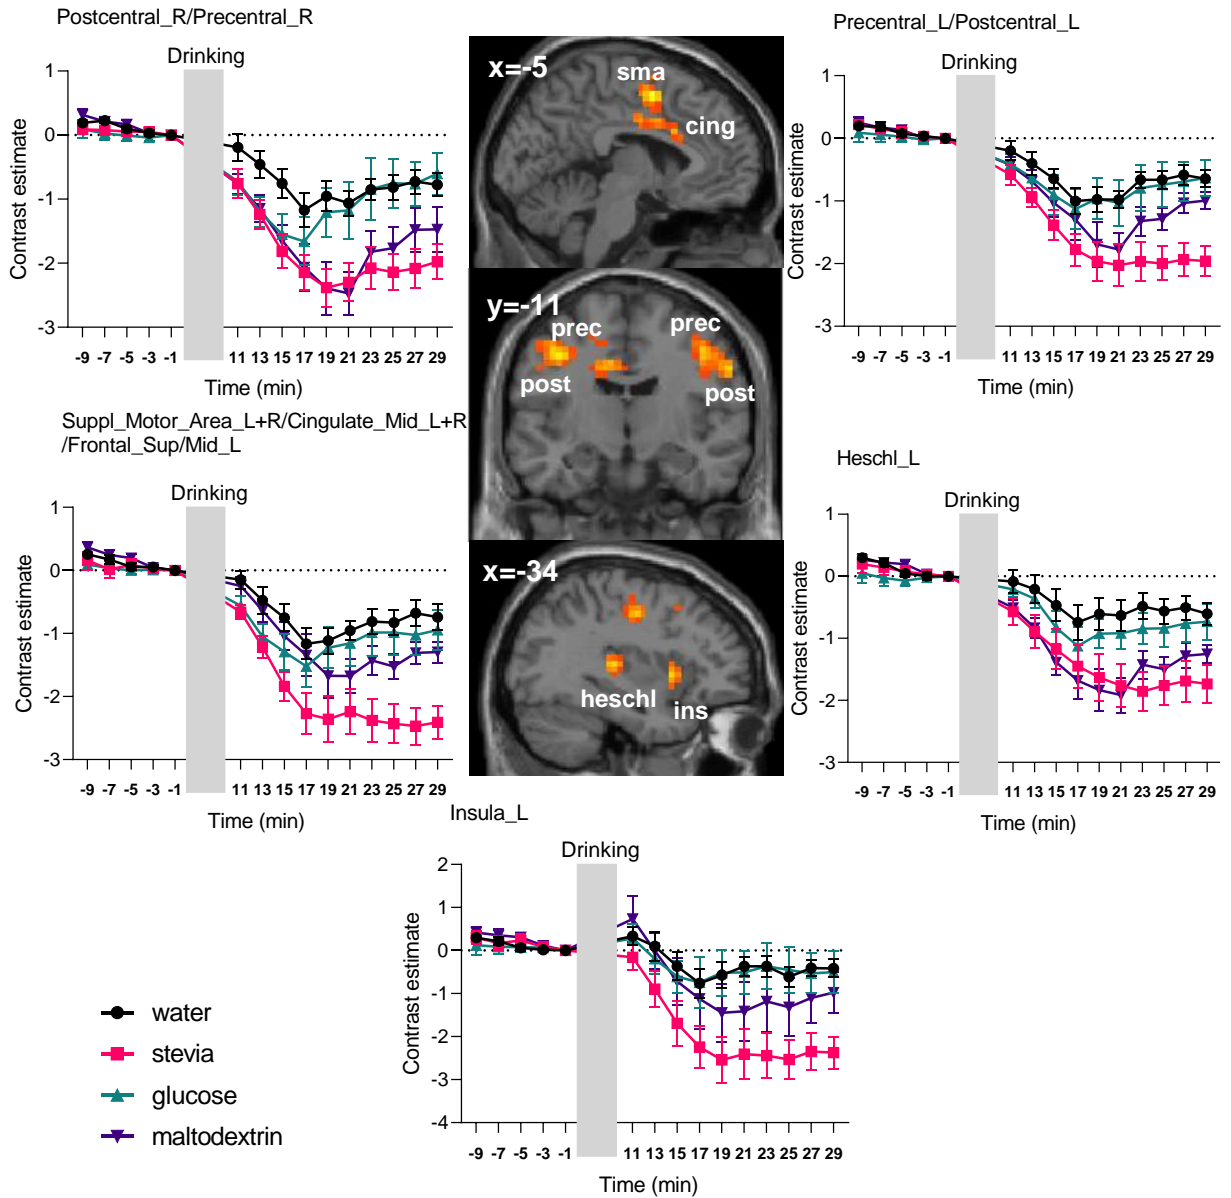 Postcentral_R/Precentral_R
Drinking
Contrast estimate
1
0
-1
-2
-3
-9 -7 -5 -3 -1 11 13 15 17 19 21 23 25 27 29
Time (min)
x=-5
sma
cing
y=-11
prec
prec
post
post
x=-34
heschl
ins
Precentral_L/Postcentral_L
Drinking
Contrast estimate
1
0
-1
-2
-3
-9 -7 -5 -3 -1 11 13 15 17 19 21 23 25 27 29
Time (min)
Suppl_Motor_Area_L+R/Cingulate_Mid_L+R
/Frontal_Sup/Mid_L
Drinking
Contrast estimate
1
0
-1
-2
-3
-9 -7 -5 -3 -1 11 13 15 17 19 21 23 25 27 29
Time (min)
Heschl_L
Drinking
Contrast estimate
1
0
-1
-2
-3
-9 -7 -5 -3 -1 11 13 15 17 19 21 23 25 27 29
Time (min)
Insula_L
Drinking
Contrast estimate
2
1
0
-1
-2
-3
-4
-9 -7 -5 -3 -1 11 13 15 17 19 21 23 25 27 29
Time (min)
water
stevia
glucose
maltodextrin